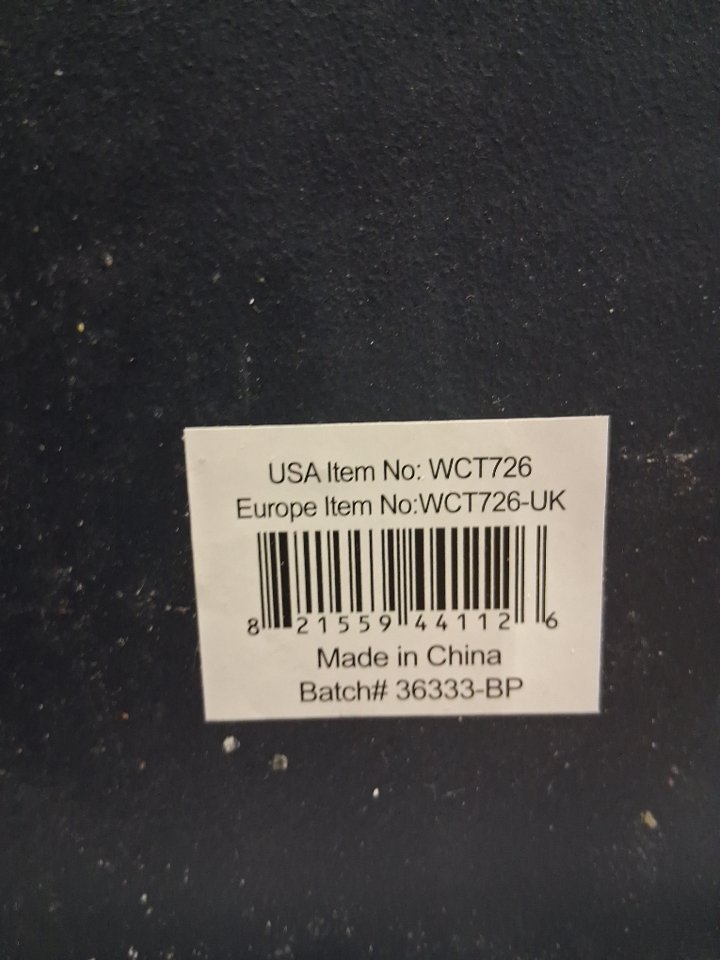 USA Item No: WCT726
Europe Item No:WCT726-UK
8 21559 44112 6
Made in China
Batch# 36333-BP